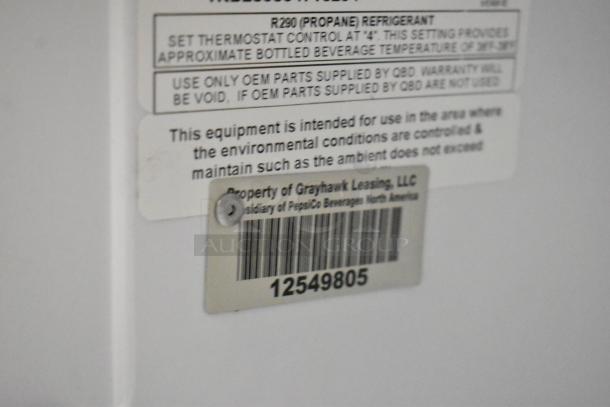 R290 (PROPANE) REFRIGERANT
SET THERMOSTAT CONTROL AT "4". THIS SETTING PROVIDES
APPROXIMATE BOTTLED BEVERAGE TEMPERATURE OF
USE ONLY OEM PARTS SUPPLIED BY QBD. WARRANTY WILL
BE VOID, IF OEM PARTS SUPPLIED BY QBD ARE NOT USED
This equipment is intended for use in the area where
the environmental conditions are controlled &
maintain such as the ambient does not exceed
Property of Grayhawk Leasing, LLC
sidiary of PepsiCo Beverages North America
AUCTION GROUP
12549805